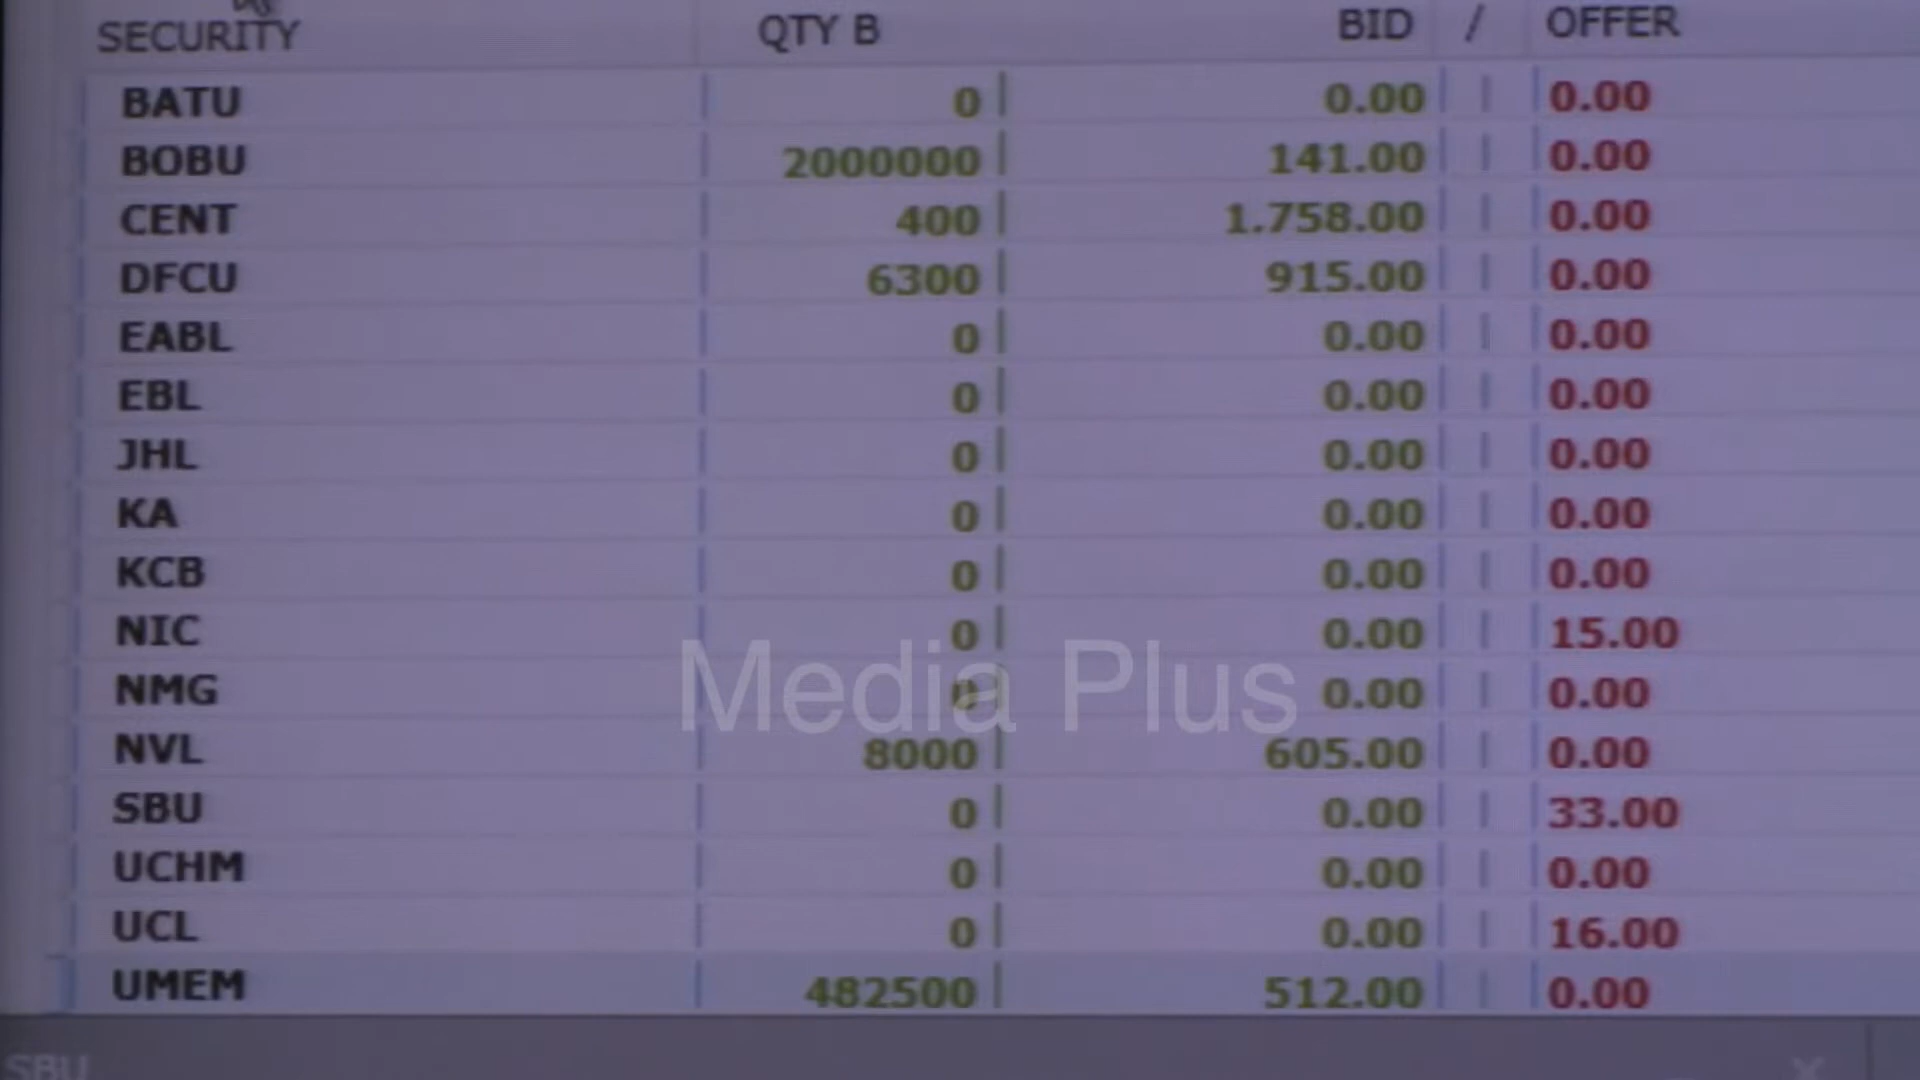 SECURITY QTY B BID / OFFER
BATU 0 0.00 0.00
BOBU 2000000 141.00 0.00
CENT 400 1.758.00 0.00
DFCU 6300 915.00 0.00
EABL 0 0.00 0.00
EBL 0 0.00 0.00
JHL 0 0.00 0.00
KA 0 0.00 0.00
KCB 0 0.00 0.00
NIC 0 0.00 15.00
NMG 0 0.00 0.00
Media Plus
NVL 8000 605.00 0.00
SBU 0 0.00 33.00
UCHM 0 0.00 0.00
UCL 0 0.00 16.00
UMEM 482500 512.00 0.00
SBU